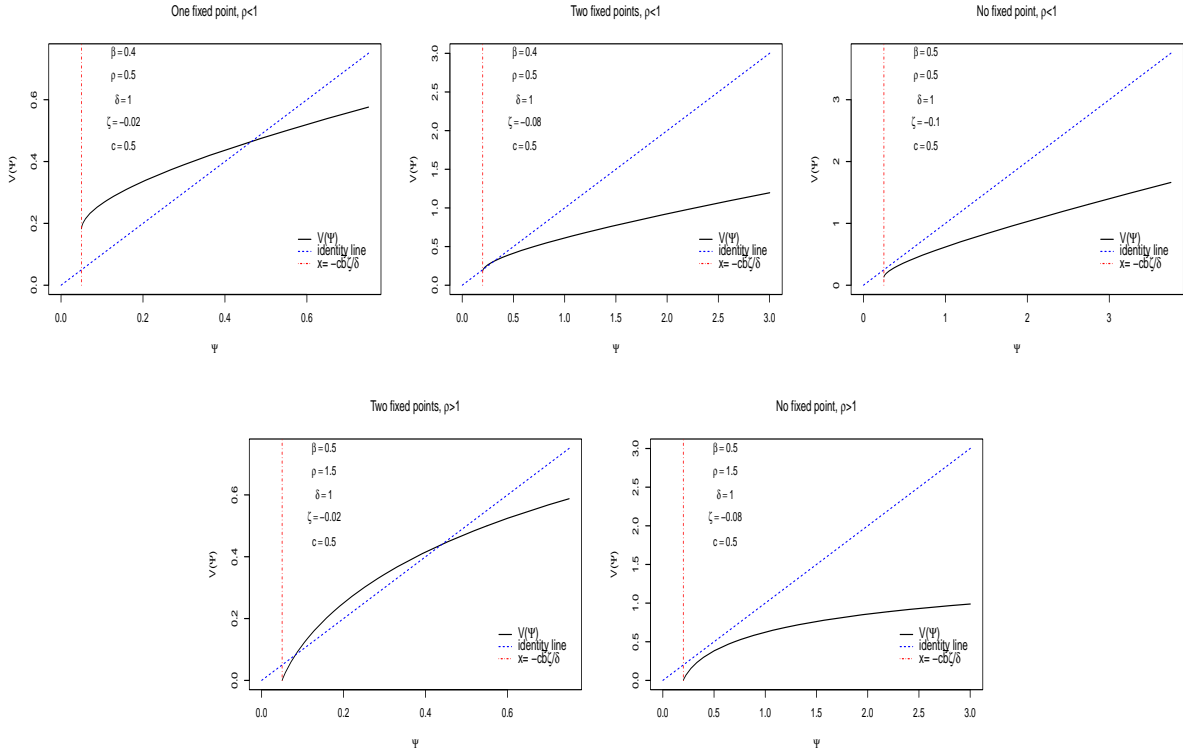 One fixed point, ρ<1
β = 0.4
ρ = 0.5
δ = 1
ζ = −0.02
c = 0.5
V(Ψ)
0.0
0.2
0.4
0.6
V(Ψ)
identity line
x= −cbζ/δ
0.0
0.2
0.4
0.6
Ψ
Two fixed points, ρ<1
β = 0.4
ρ = 0.5
δ = 1
ζ = −0.08
c = 0.5
V(Ψ)
0.0
0.5
1.0
1.5
2.0
2.5
3.0
V(Ψ)
identity line
x= −cbζ/δ
0.0
0.5
1.0
1.5
2.0
2.5
3.0
Ψ
No fixed point, ρ<1
β = 0.5
ρ = 0.5
δ = 1
ζ = −0.1
c = 0.5
V(Ψ)
0
1
2
3
V(Ψ)
identity line
x= −cbζ/δ
0
1
2
3
Ψ
Two fixed points, ρ>1
β = 0.5
ρ = 1.5
δ = 1
ζ = −0.02
c = 0.5
V(Ψ)
0.0
0.2
0.4
0.6
V(Ψ)
identity line
x= −cbζ/δ
0.0
0.2
0.4
0.6
Ψ
No fixed point, ρ>1
β = 0.5
ρ = 1.5
δ = 1
ζ = −0.08
c = 0.5
V(Ψ)
0.0
0.5
1.0
1.5
2.0
2.5
3.0
V(Ψ)
identity line
x= −cbζ/δ
0.0
0.5
1.0
1.5
2.0
2.5
3.0
Ψ